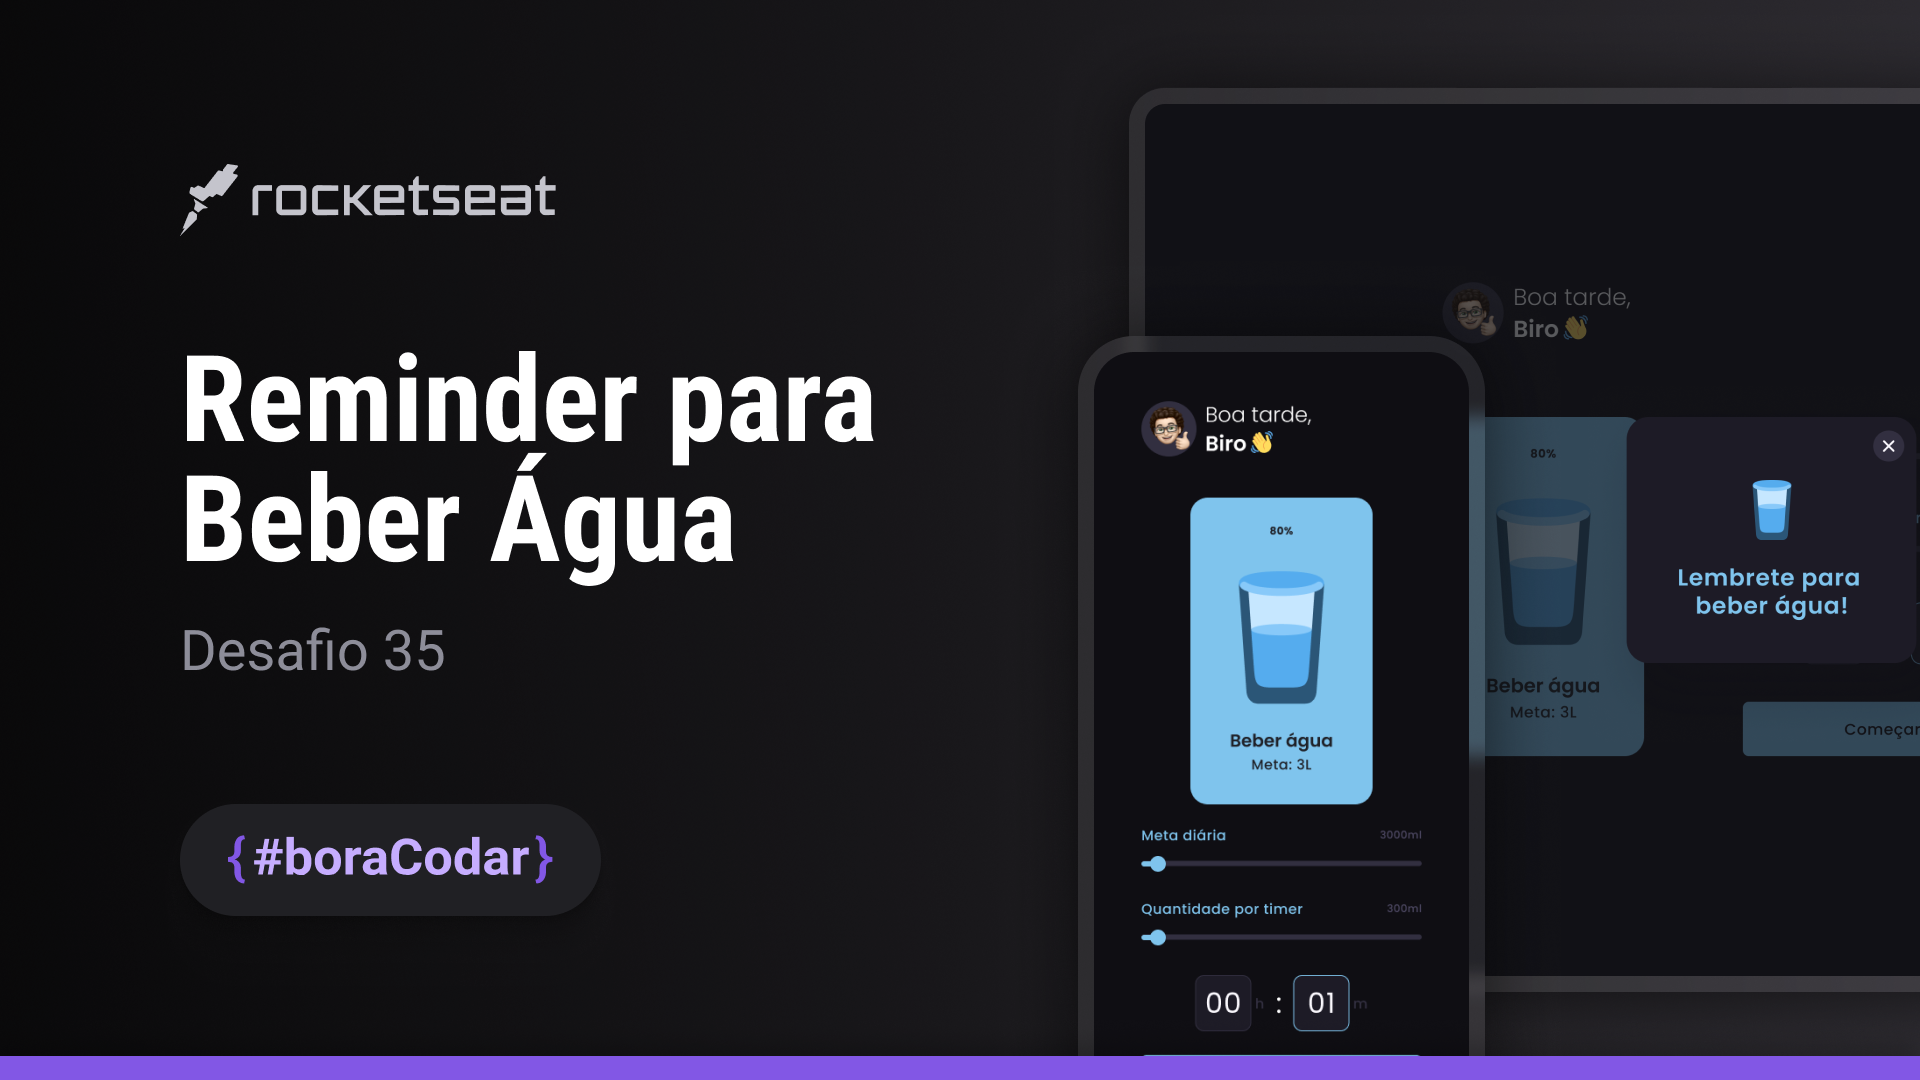 rocketseat
Reminder para
Beber Água
Desafio 35
{#boraCodar}
Boa tarde,
Biro
80%
Beber água
Meta: 3L
Meta diária
3000ml
Quantidade por timer
300ml
00 h : 01 m
Boa tarde,
Biro
80%
Beber água
Meta: 3L
Lembrete para
beber água!
Começar